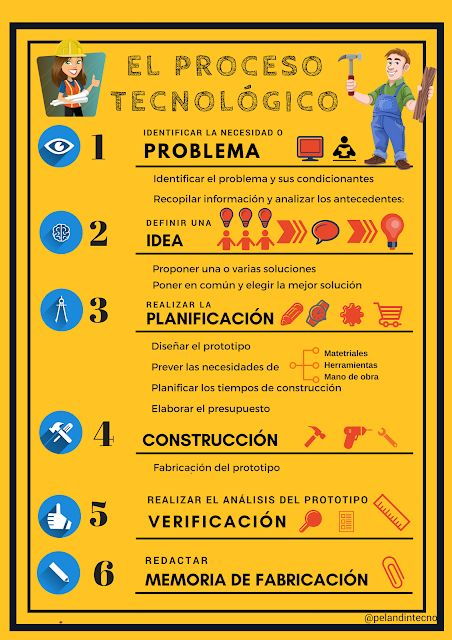 EL PROCESO
TECNOLÓGICO
1
IDENTIFICAR LA NECESIDAD O
PROBLEMA
Identificar el problema y sus condicionantes
Recopilar información y analizar los antecedentes:
2
DEFINIR UNA
IDEA
Proponer una o varias soluciones
Poner en común y elegir la mejor solución
3
REALIZAR LA
PLANIFICACIÓN
Diseñar el prototipo
Prever las necesidades de
Matetriales
Herramientas
Mano de obra
Planificar los tiempos de construcción
Elaborar el presupuesto
4
CONSTRUCCIÓN
Fabricación del prototipo
5
REALIZAR EL ANÁLISIS DEL PROTOTIPO
VERIFICACIÓN
6
REDACTAR
MEMORIA DE FABRICACIÓN
@pelandintecno